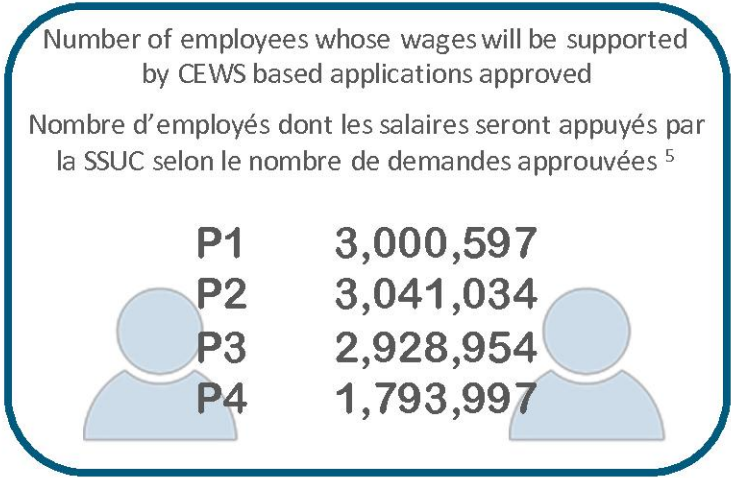 Number of employees whose wages will be supported
by CEWS based applications approved
Nombre d'employés dont les salaires seront appuyés par
la SSUC selon le nombre de demandes approuvées ⁵
P1 3,000,597
P2 3,041,034
P3 2,928,954
P4 1,793,997